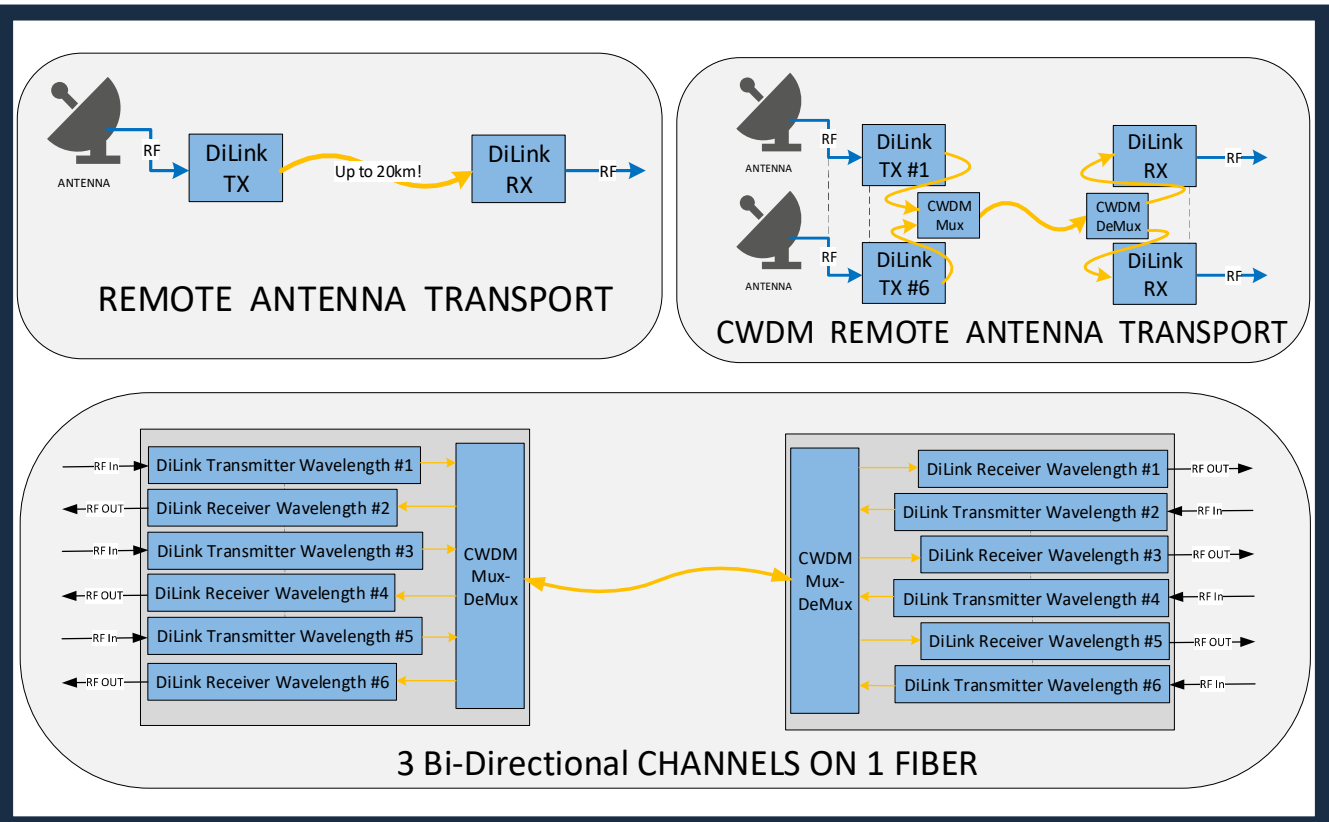 RF
DiLink
TX
Up to 20km!
DiLink
RX
RF
ANTENNA
REMOTE ANTENNA TRANSPORT
RF
DiLink
TX #1
ANTENNA
CWDM
Mux
CWDM
DeMux
DiLink
RX
RF
RF
DiLink
TX #6
ANTENNA
DiLink
RX
RF
CWDM REMOTE ANTENNA TRANSPORT
RF In
DiLink Transmitter Wavelength #1
RF OUT
DiLink Receiver Wavelength #2
RF In
DiLink Transmitter Wavelength #3
RF OUT
DiLink Receiver Wavelength #4
RF In
DiLink Transmitter Wavelength #5
RF OUT
DiLink Receiver Wavelength #6
CWDM
Mux-
DeMux
CWDM
Mux-
DeMux
DiLink Receiver Wavelength #1
RF OUT
DiLink Transmitter Wavelength #2
RF In
DiLink Receiver Wavelength #3
RF OUT
DiLink Transmitter Wavelength #4
RF In
DiLink Receiver Wavelength #5
RF OUT
DiLink Transmitter Wavelength #6
RF In
3 Bi-Directional CHANNELS ON 1 FIBER